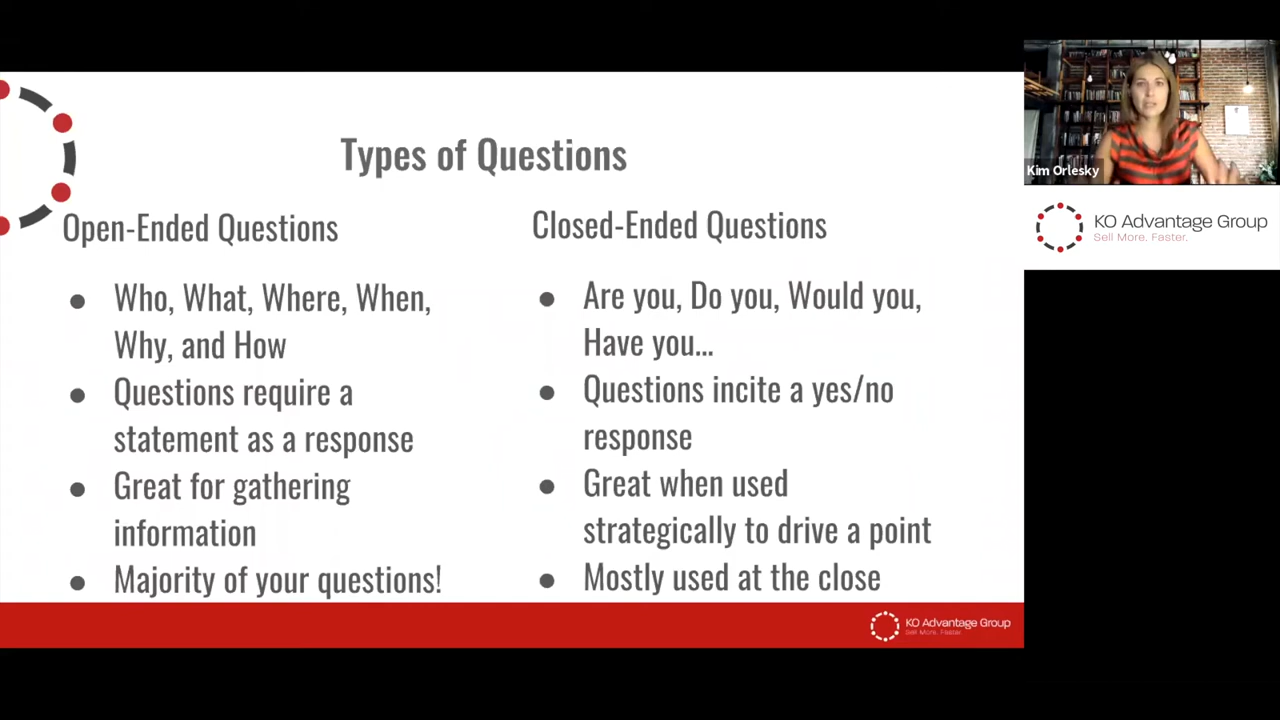 Types of Questions
Open-Ended Questions
Who, What, Where, When,
Why, and How
Questions require a
statement as a response
Great for gathering
information
Majority of your questions!
Closed-Ended Questions
Are you, Do you, Would you,
Have you...
Questions incite a yes/no
response
Great when used
strategically to drive a point
Mostly used at the close
KO Advantage Group
Sell More. Faster.
Kim Orlesky
KO Advantage Group
Sell More. Faster.